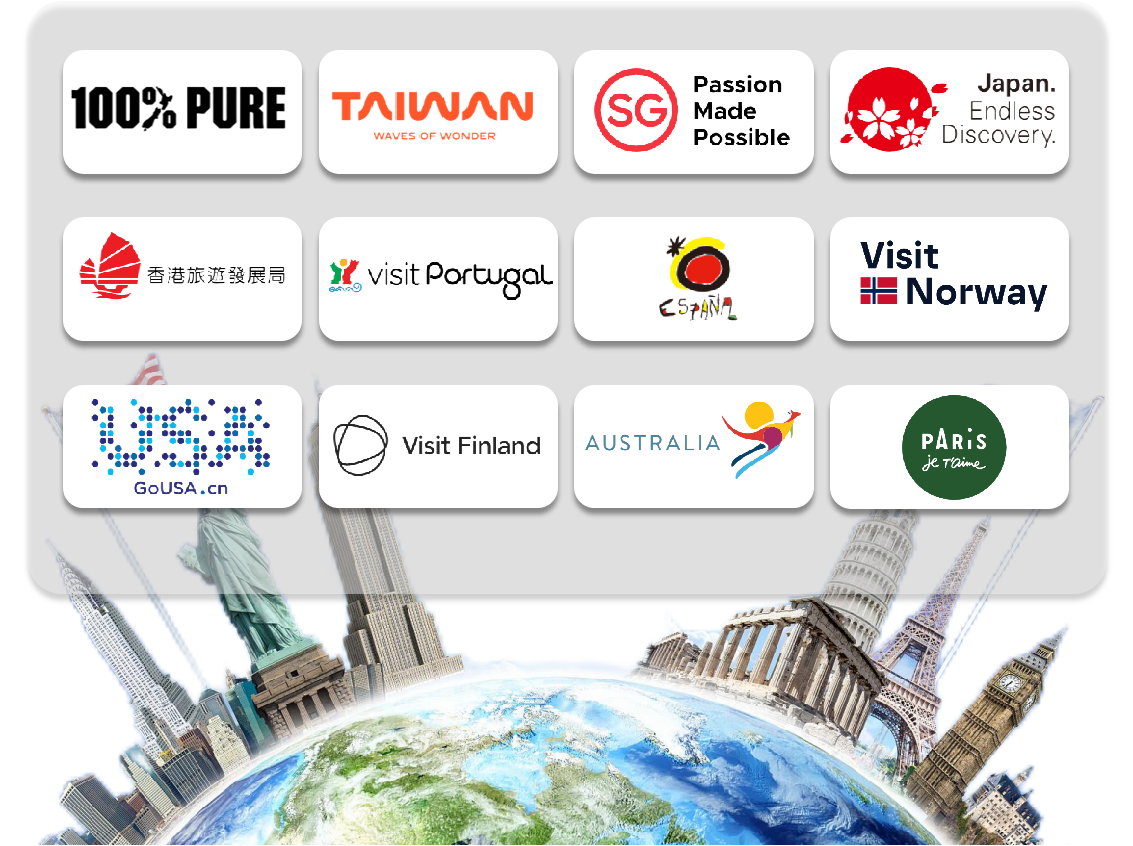 100% PURE
TAIWAN
WAVES OF WONDER
SG
Passion
Made
Possible
Japan.
Endless
Discovery.
香港旅遊發展局
visit Portugal
ESPAÑA
Visit
Norway
USA
GoUSA.cn
Visit Finland
AUSTRALIA
PARiS
je t'aime